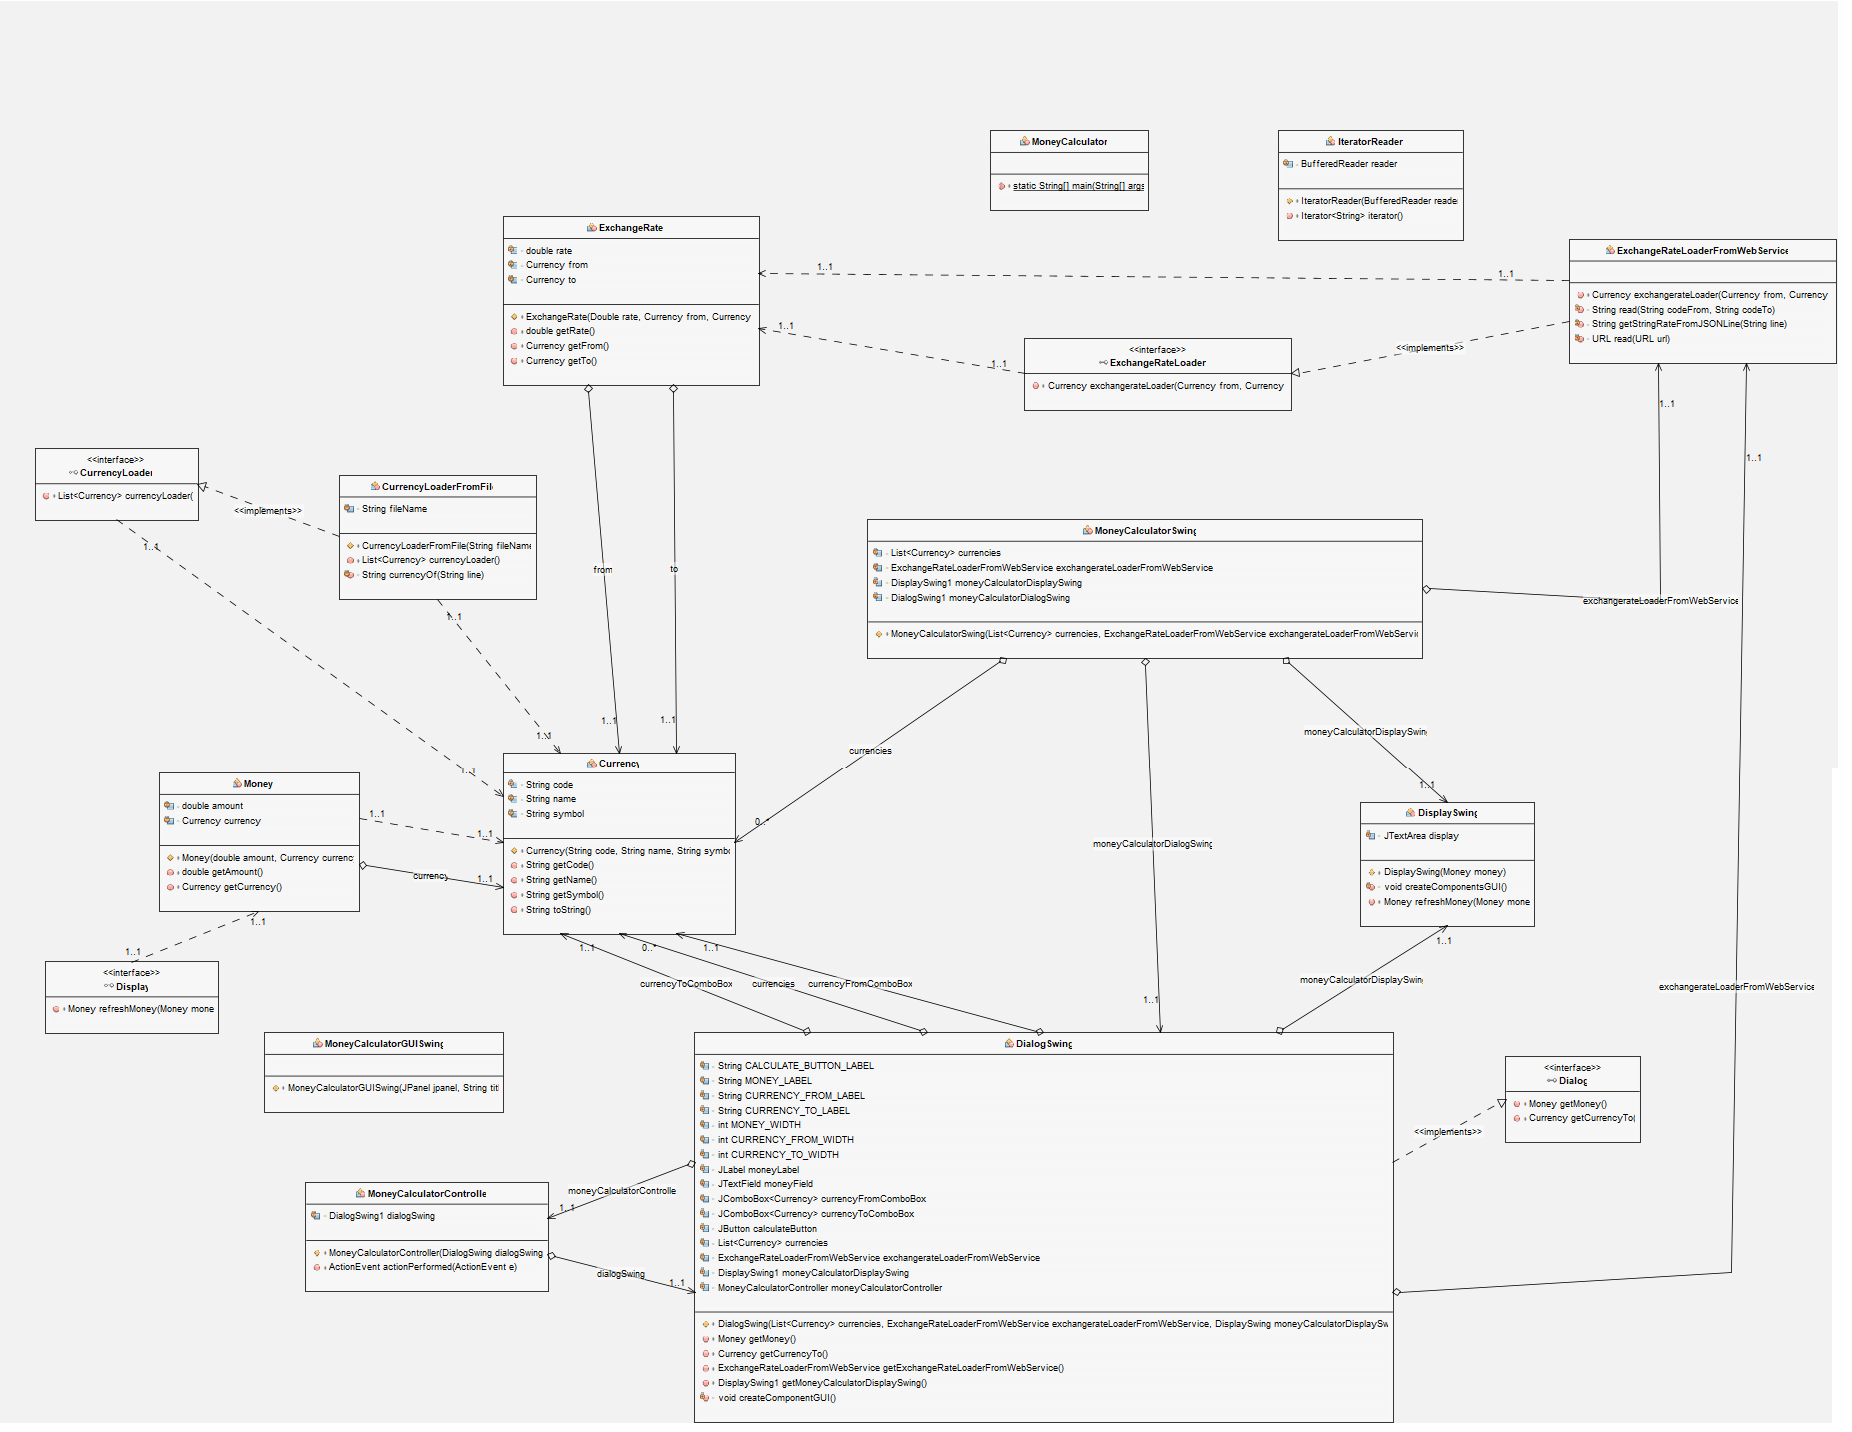 MoneyCalculator
static String[] main(String[] args
IteratorReader
BufferedReader reader
IteratorReader(BufferedReader reade
Iterator<String> iterator()
ExchangeRate
double rate
Currency from
Currency to
ExchangeRate(Double rate, Currency from, Currency
double getRate()
Currency getFrom()
Currency getTo()
1..1
1..1
ExchangeRateLoaderFromWebService
Currency exchangerateLoader(Currency from, Currency
String read(String codeFrom, String codeTo)
String getStringRateFromJSONLine(String line)
URL read(URL url)
1..1
1..1
<<interface>>
ExchangeRateLoader
Currency exchangerateLoader(Currency from, Currency
<<implements>>
1..1
1..1
<<interface>>
CurrencyLoader
List<Currency> currencyLoader(
<<implements>>
1..1
CurrencyLoaderFromFil
String fileName
CurrencyLoaderFromFile(String fileName
List<Currency> currencyLoader()
String currencyOf(String line)
1..1
from
to
MoneyCalculatorSwing
List<Currency> currencies
ExchangeRateLoaderFromWebService exchangerateLoaderFromWebService
DisplaySwing1 moneyCalculatorDisplaySwing
DialogSwing1 moneyCalculatorDialogSwing
MoneyCalculatorSwing(List<Currency> currencies, ExchangeRateLoaderFromWebService exchangerateLoaderFromWebServi
exchangerateLoaderFromWebService
1..1
1..1
1..1
1..1
currencies
0..*
moneyCalculatorDisplaySwin
1..1
moneyCalculatorDialogSwing
1..1
Money
double amount
Currency currency
Money(double amount, Currency currenc
double getAmount()
Currency getCurrency()
1..1
1..1
currency
1..1
Currency
String code
String name
String symbol
Currency(String code, String name, String symbo
String getCode()
String getName()
String getSymbol()
String toString()
DisplaySwing
JTextArea display
DisplaySwing(Money money)
void createComponentsGUI()
Money refreshMoney(Money mone
1..1
1..1
<<interface>>
Display
Money refreshMoney(Money mone
1..1
0..*
1..1
1..1
currencyToComboBox
currencies
currencyFromComboBox
moneyCalculatorDisplaySwin
exchangerateLoaderFromWebService
MoneyCalculatorGUISwing
MoneyCalculatorGUISwing(JPanel jpanel, String titl
DialogSwing
String CALCULATE_BUTTON_LABEL
String MONEY_LABEL
String CURRENCY_FROM_LABEL
String CURRENCY_TO_LABEL
int MONEY_WIDTH
int CURRENCY_FROM_WIDTH
int CURRENCY_TO_WIDTH
JLabel moneyLabel
JTextField moneyField
JComboBox<Currency> currencyFromComboBox
JComboBox<Currency> currencyToComboBox
JButton calculateButton
List<Currency> currencies
ExchangeRateLoaderFromWebService exchangerateLoaderFromWebService
DisplaySwing1 moneyCalculatorDisplaySwing
MoneyCalculatorController moneyCalculatorController
DialogSwing(List<Currency> currencies, ExchangeRateLoaderFromWebService exchangerateLoaderFromWebService, DisplaySwing moneyCalculatorDisplaySw
Money getMoney()
Currency getCurrencyTo()
ExchangeRateLoaderFromWebService getExchangeRateLoaderFromWebService()
DisplaySwing1 getMoneyCalculatorDisplaySwing()
void createComponentGUI()
<<interface>>
Dialog
Money getMoney()
Currency getCurrencyTo(
<<implements>>
moneyCalculatorControlle
1..1
MoneyCalculatorControlle
DialogSwing1 dialogSwing
MoneyCalculatorController(DialogSwing dialogSwing
ActionEvent actionPerformed(ActionEvent e)
dialogSwing
1..1